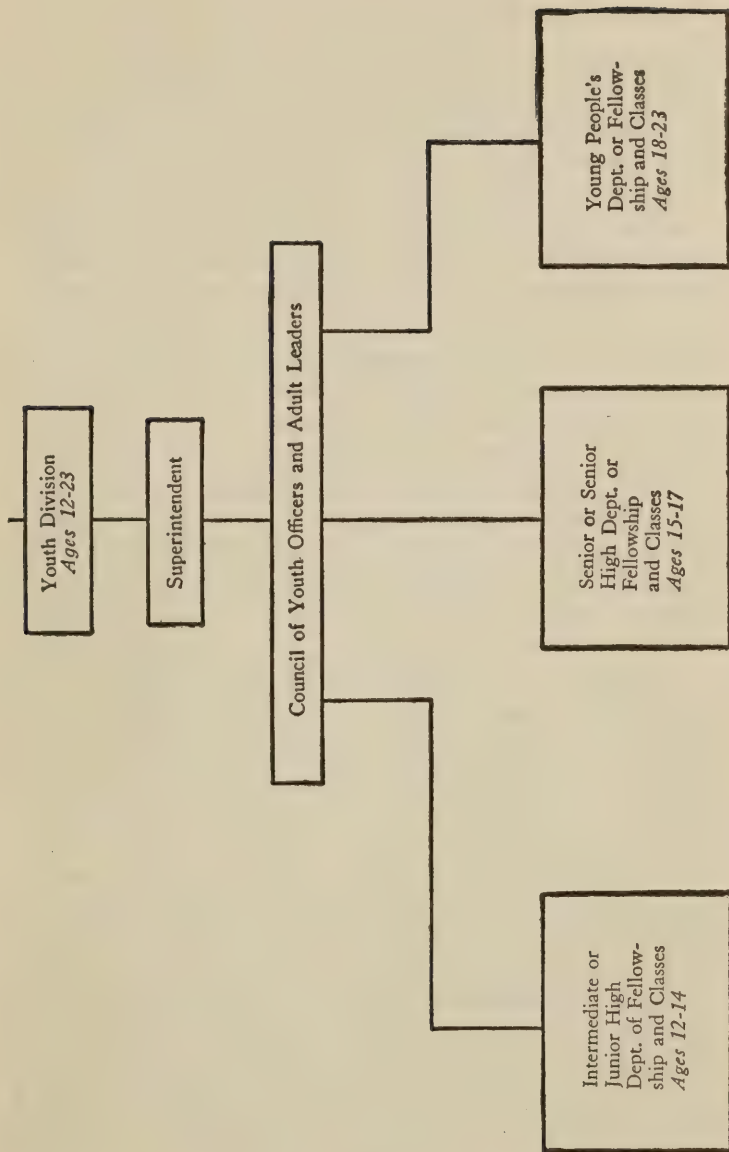 Youth Division
Ages 12-23
Superintendent
Council of Youth Officers and Adult Leaders
Intermediate or
Junior High
Dept. of Fellow-
ship and Classes
Ages 12-14
Senior or Senior
High Dept. or
Fellowship
and Classes
Ages 15-17
Young People's
Dept. or Fellow-
ship and Classes
Ages 18-23